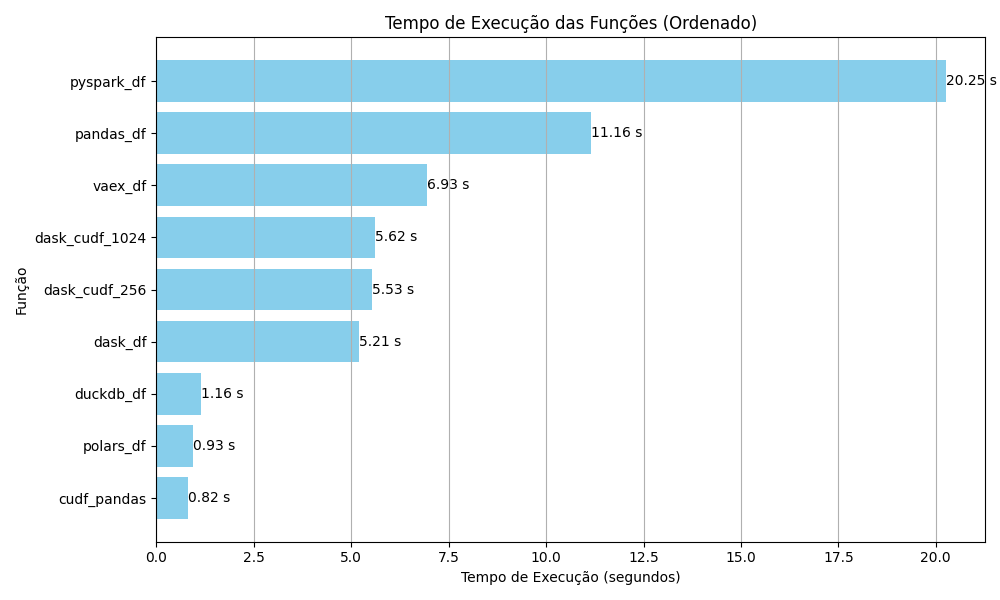 Tempo de Execução das Funções (Ordenado)
Função
pyspark_df 20.25 s
pandas_df 11.16 s
vaex_df 6.93 s
dask_cudf_1024 5.62 s
dask_cudf_256 5.53 s
dask_df 5.21 s
duckdb_df 1.16 s
polars_df 0.93 s
cudf_pandas 0.82 s
0.0 2.5 5.0 7.5 10.0 12.5 15.0 17.5 20.0
Tempo de Execução (segundos)